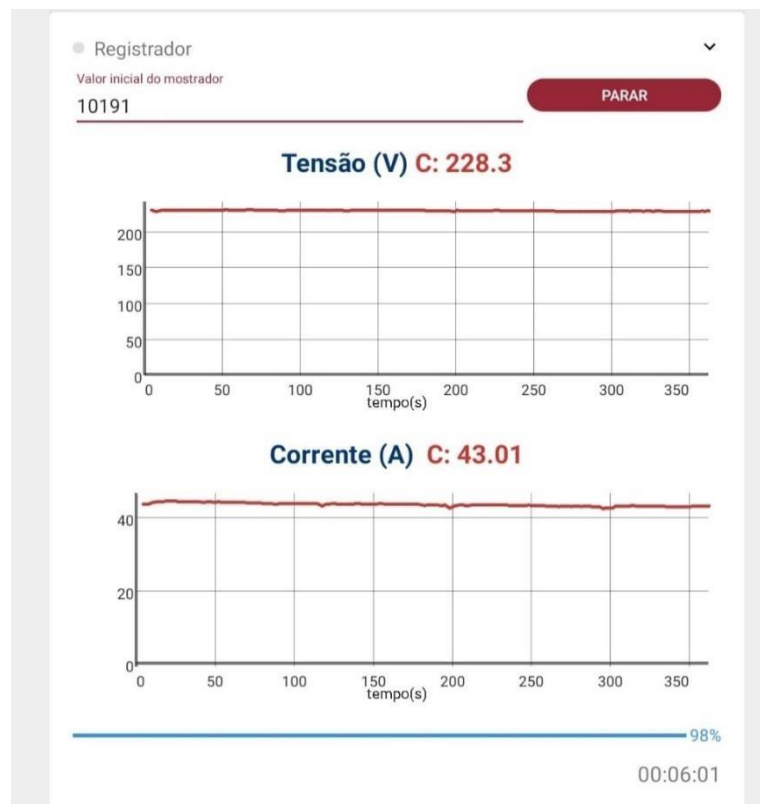 Registrador
Valor inicial do mostrador
10191
PARAR
Tensão (V) C: 228.3
200
150
100
50
0
0 50 100 150 200 250 300 350
tempo(s)
Corrente (A) C: 43.01
40
20
0
0 50 100 150 200 250 300 350
tempo(s)
98%
00:06:01